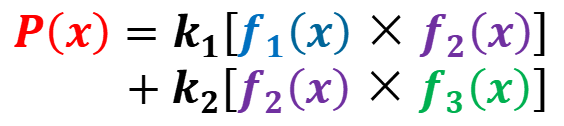 P(x) = k₁[f₁(x) × f₂(x)]
+ k₂[f₂(x) × f₃(x)]